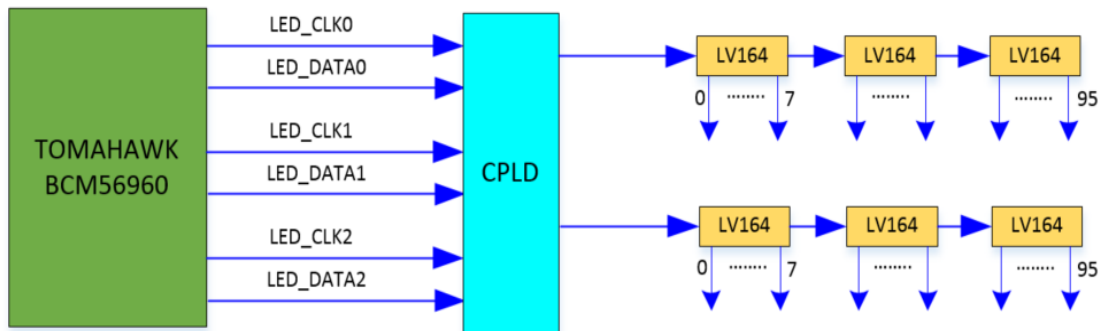 TOMAHAWK
BCM56960
LED_CLK0
LED_DATA0
LED_CLK1
LED_DATA1
LED_CLK2
LED_DATA2
CPLD
LV164
LV164
LV164
0 ........ 7
........
........ 95
LV164
LV164
LV164
0 ........ 7
........
........ 95